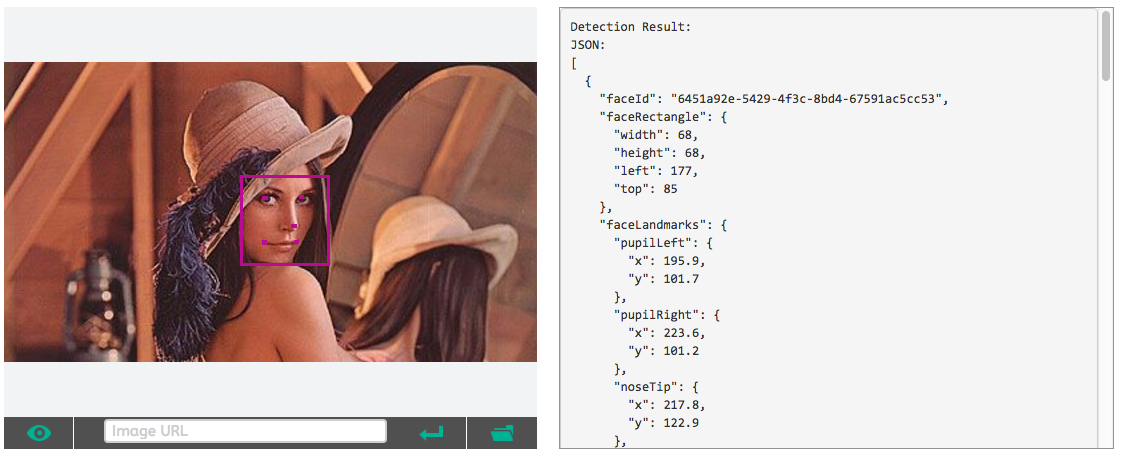 Detection Result:
JSON:
[
  {
    "faceId": "6451a92e-5429-4f3c-8bd4-67591ac5cc53",
    "faceRectangle": {
      "width": 68,
      "height": 68,
      "left": 177,
      "top": 85
    },
    "faceLandmarks": {
      "pupilLeft": {
        "x": 195.9,
        "y": 101.7
      },
      "pupilRight": {
        "x": 223.6,
        "y": 101.2
      },
      "noseTip": {
        "x": 217.8,
        "y": 122.9
      },
Image URL